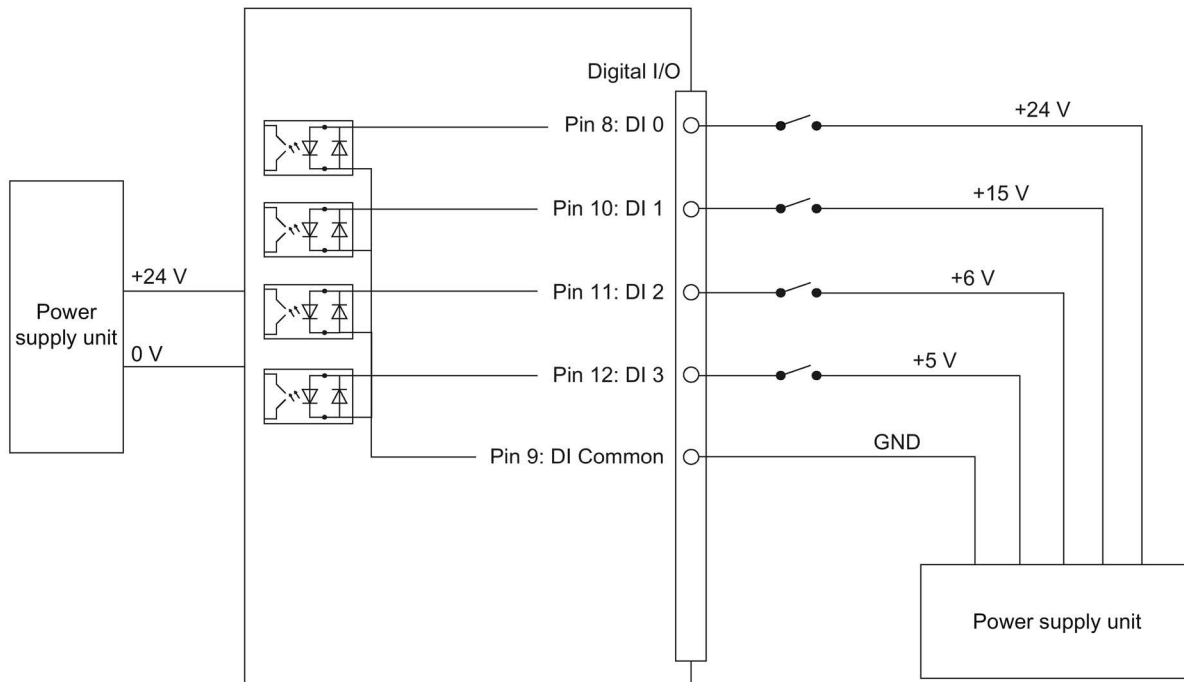 Digital I/O
Pin 8: DI 0
+24 V
Pin 10: DI 1
+15 V
+24 V
Pin 11: DI 2
+6 V
Power
supply unit
0 V
Pin 12: DI 3
+5 V
Pin 9: DI Common
GND
Power supply unit